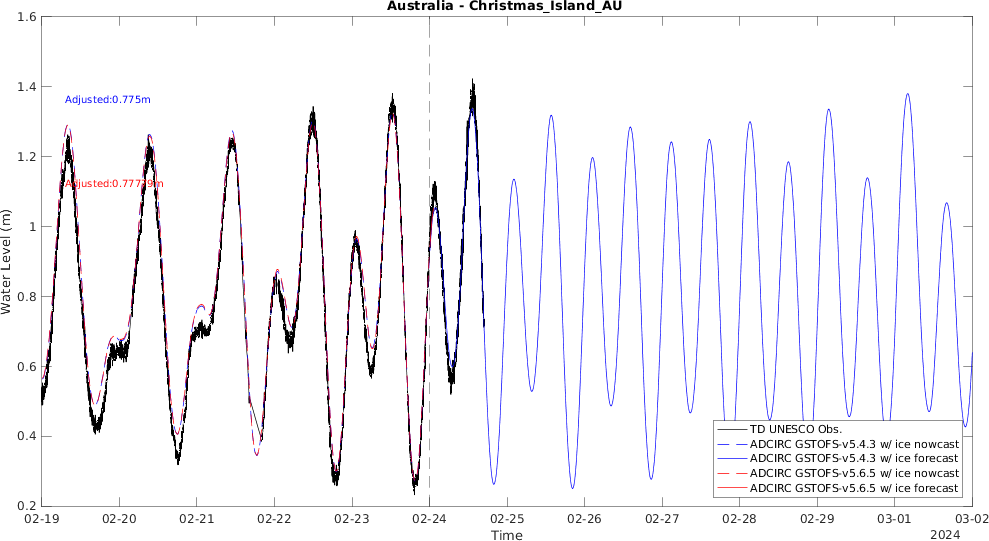 Australia - Christmas_Island_AU
1.6
1.4
1.2
1
0.8
0.6
0.4
0.2
Water Level (m)
Adjusted:0.775m
Adjusted:0.77779m
TD UNESCO Obs.
ADCIRC GSTOFS-v5.4.3 w/ ice nowcast
ADCIRC GSTOFS-v5.4.3 w/ ice forecast
ADCIRC GSTOFS-v5.6.5 w/ ice nowcast
ADCIRC GSTOFS-v5.6.5 w/ ice forecast
02-19 02-20 02-21 02-22 02-23 02-24 02-25 02-26 02-27 02-28 02-29 03-01 03-02
Time
2024